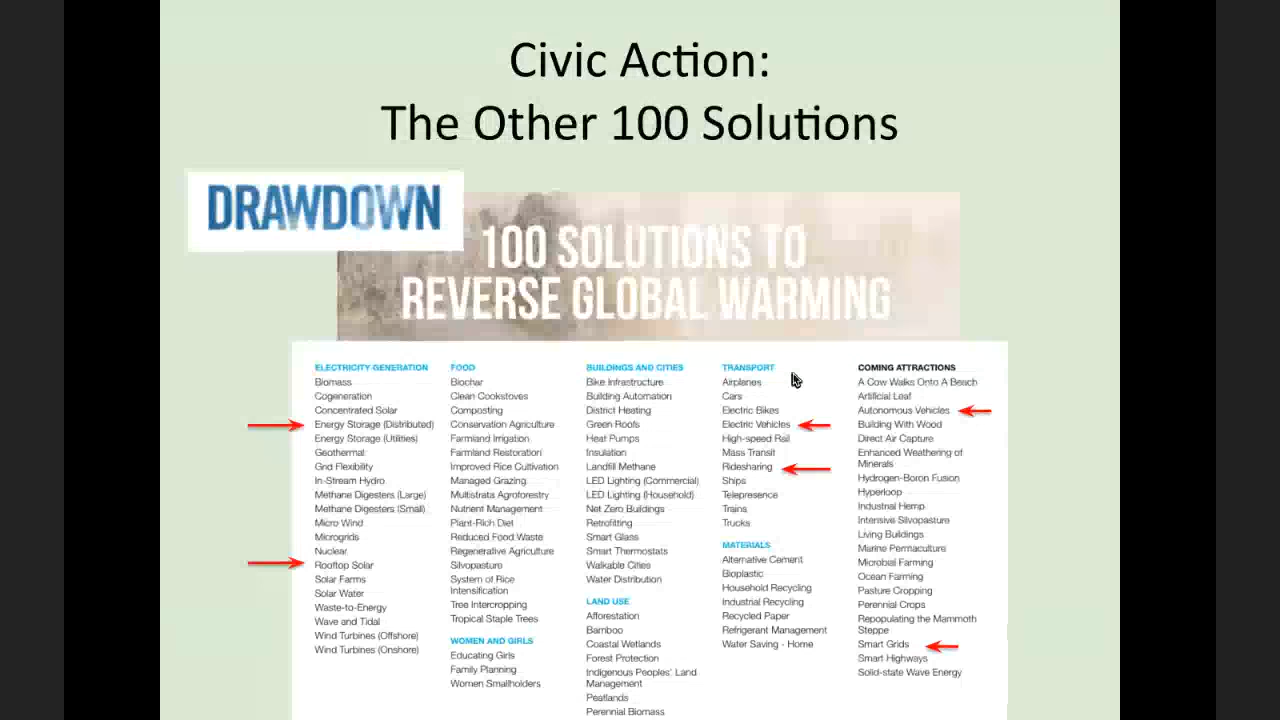 Civic Action:
The Other 100 Solutions
DRAWDOWN
100 SOLUTIONS TO
REVERSE GLOBAL WARMING
ELECTRICITY GENERATION
Biomass
Cogeneration
Concentrated Solar
Energy Storage (Distributed)
Energy Storage (Utilities)
Geothermal
Grid Flexibility
In-Stream Hydro
Methane Digesters (Large)
Methane Digesters (Small)
Micro Wind
Microgrids
Nuclear
Rooftop Solar
Solar Farms
Solar Water
Waste-to-Energy
Wave and Tidal
Wind Turbines (Offshore)
Wind Turbines (Onshore)
FOOD
Biochar
Clean Cookstoves
Composting
Conservation Agriculture
Farmland Irrigation
Farmland Restoration
Improved Rice Cultivation
Managed Grazing
Multistrata Agroforestry
Nutrient Management
Plant-Rich Diet
Reduced Food Waste
Regenerative Agriculture
Silvopasture
System of Rice
Intensification
Tree Intercropping
Tropical Staple Trees
WOMEN AND GIRLS
Educating Girls
Family Planning
Women Smallholders
BUILDINGS AND CITIES
Bike Infrastructure
Building Automation
District Heating
Green Roofs
Heat Pumps
Insulation
Landfill Methane
LED Lighting (Commercial)
LED Lighting (Household)
Net Zero Buildings
Retrofitting
Smart Glass
Smart Thermostats
Walkable Cities
Water Distribution
LAND USE
Afforestation
Bamboo
Coastal Wetlands
Forest Protection
Indigenous Peoples' Land
Management
Peatlands
Perennial Biomass
TRANSPORT
Airplanes
Cars
Electric Bikes
Electric Vehicles
High-speed Rail
Mass Transit
Ridesharing
Ships
Telepresence
Trains
Trucks
MATERIALS
Alternative Cement
Bioplastic
Household Recycling
Industrial Recycling
Recycled Paper
Refrigerant Management
Water Saving - Home
COMING ATTRACTIONS
A Cow Walks Onto A Beach
Artificial Leaf
Autonomous Vehicles
Building With Wood
Direct Air Capture
Enhanced Weathering of
Minerals
Hydrogen-Boron Fusion
Hyperloop
Industrial Hemp
Intensive Silvopasture
Living Buildings
Marine Permaculture
Microbial Farming
Ocean Farming
Pasture Cropping
Perennial Crops
Repopulating the Mammoth
Steppe
Smart Grids
Smart Highways
Solid-state Wave Energy